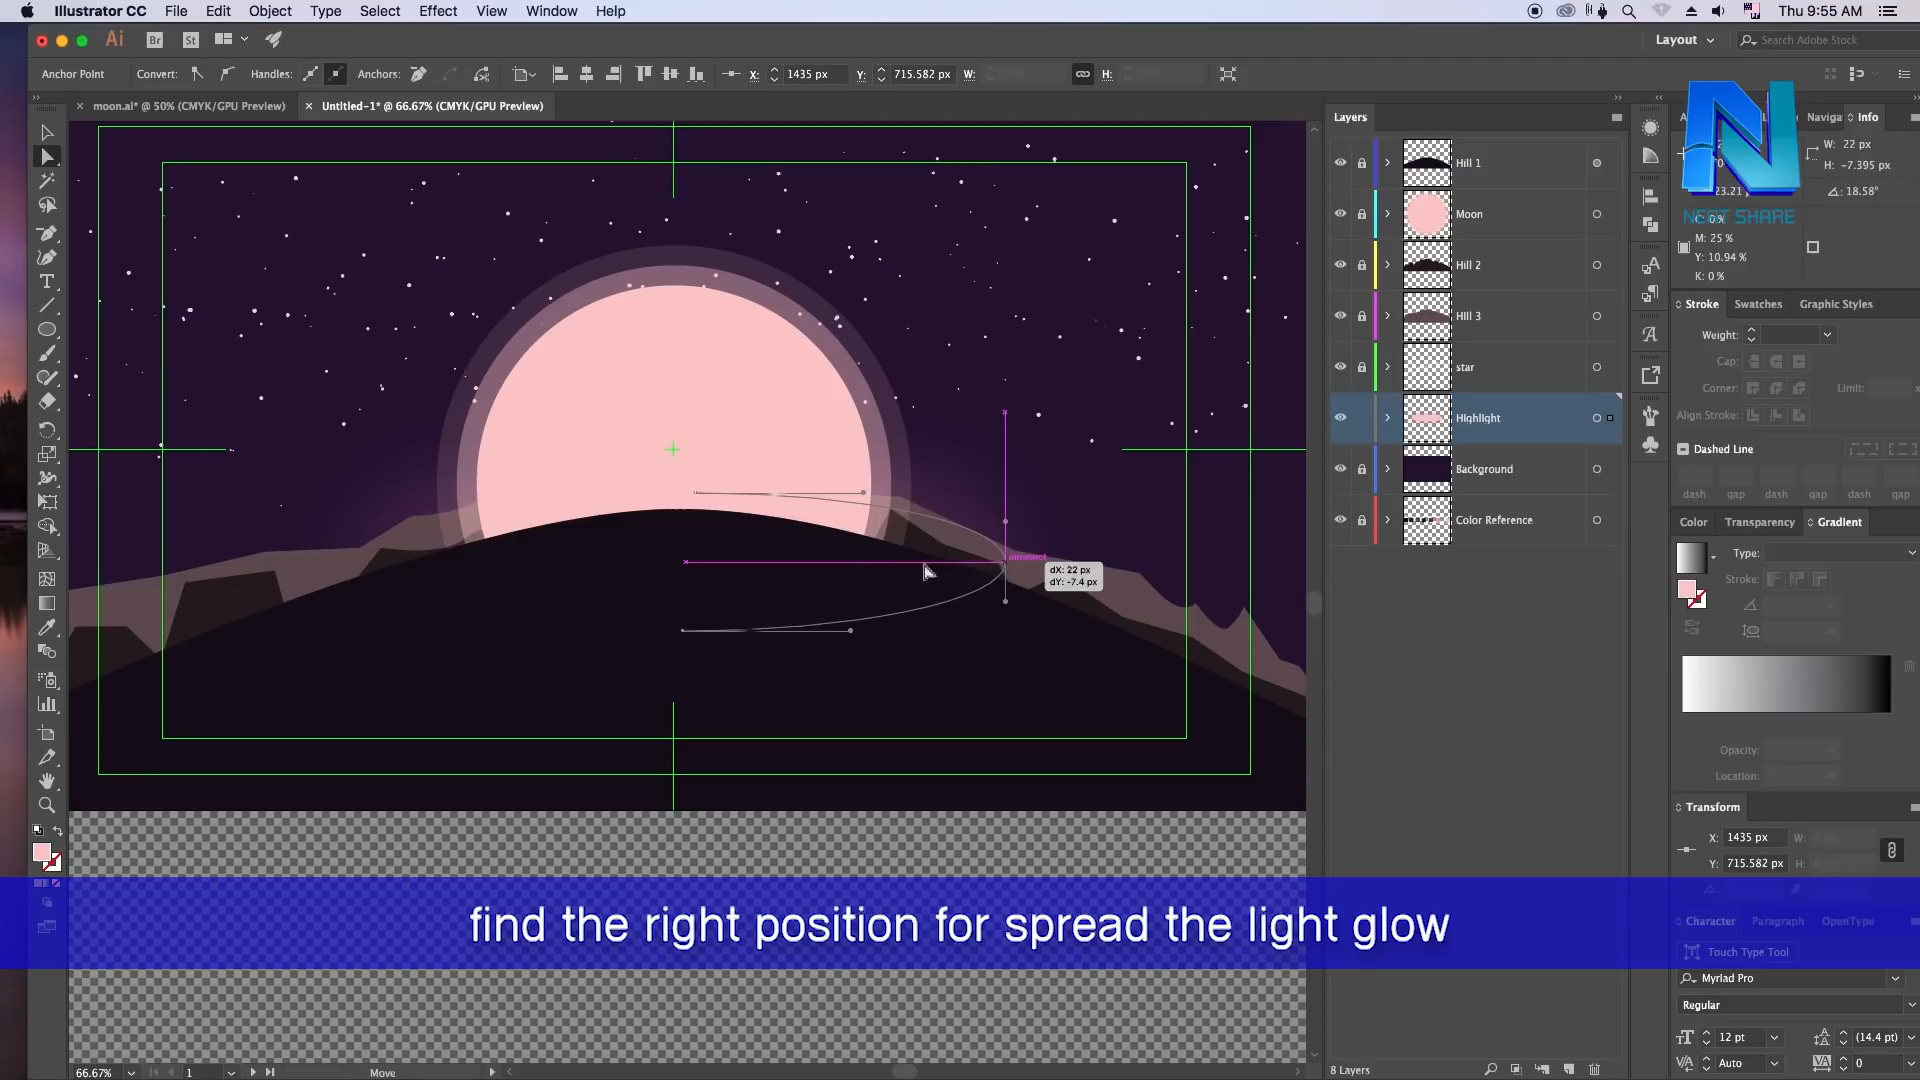 Illustrator CC File Edit Object Type Select Effect View Window Help Thu 9:55 AM
Ai Br St Layout Search Adobe Stock
Anchor Point Convert: Handles: Anchors: X: 1435 px Y: 715.582 px W: H:
× moon.ai* @ 50% (CMYK/GPU Preview) × Untitled-1* @ 66.67% (CMYK/GPU Preview)
Layers
Naviga Info
W: 22 px
H: -7.395 px
18.58°
NEAT SHARE
C: 0 %
M: 25 %
Y: 10.94 %
K: 0 %
Hill 1
Moon
Hill 2
Hill 3
star
Highlight
Background
Color Reference
Stroke Swatches Graphic Styles
Weight:
Cap:
Corner: Limit:
Align Stroke:
Dashed Line
dash gap dash gap dash gap
Color Transparency Gradient
Type:
Stroke:
Opacity:
Location:
dX: 22 px
dY: -7.4 px
Transform
X: 1435 px W:
Y: 715.582 px H:
find the right position for spread the light glow
Character Paragraph OpenType
Touch Type Tool
Myriad Pro
Regular
12 pt (14.4 pt)
Auto 0
66.67% 1 Move
8 Layers